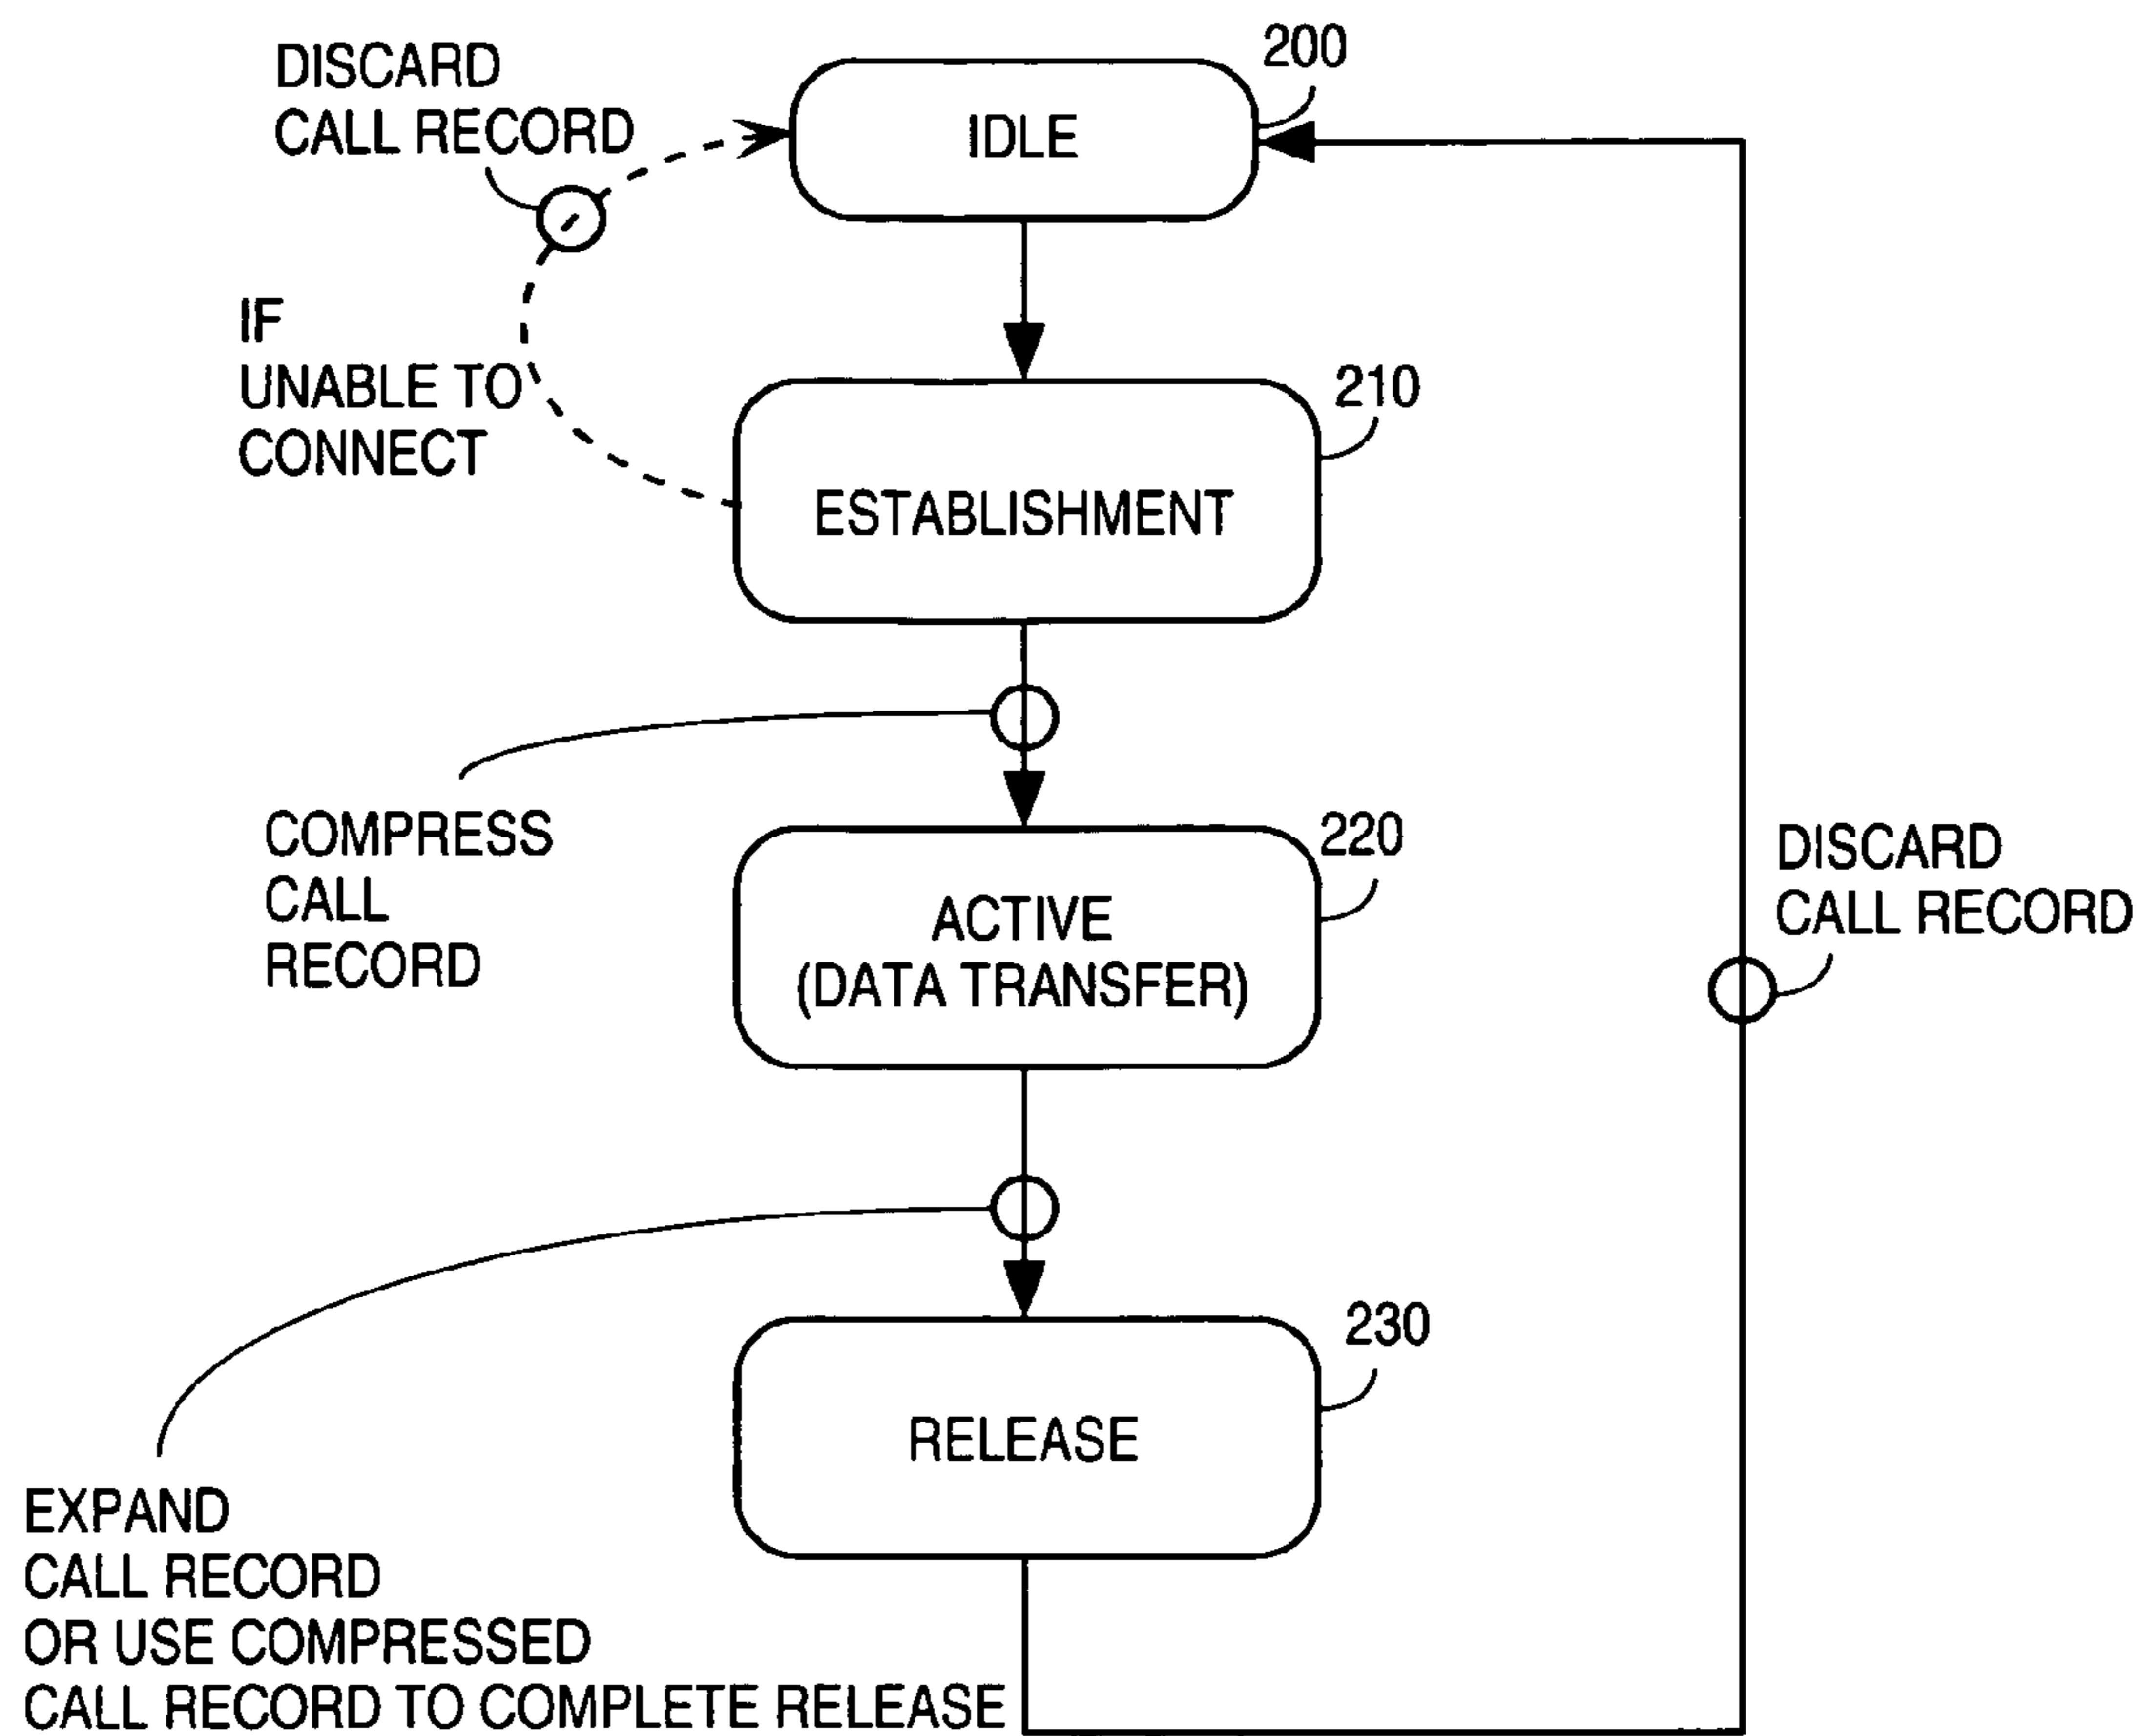 DISCARD
CALL RECORD
200
IDLE
IF
UNABLE TO
CONNECT
210
ESTABLISHMENT
COMPRESS
CALL
RECORD
220
ACTIVE
(DATA TRANSFER)
DISCARD
CALL RECORD
230
RELEASE
EXPAND
CALL RECORD
OR USE COMPRESSED
CALL RECORD TO COMPLETE RELEASE